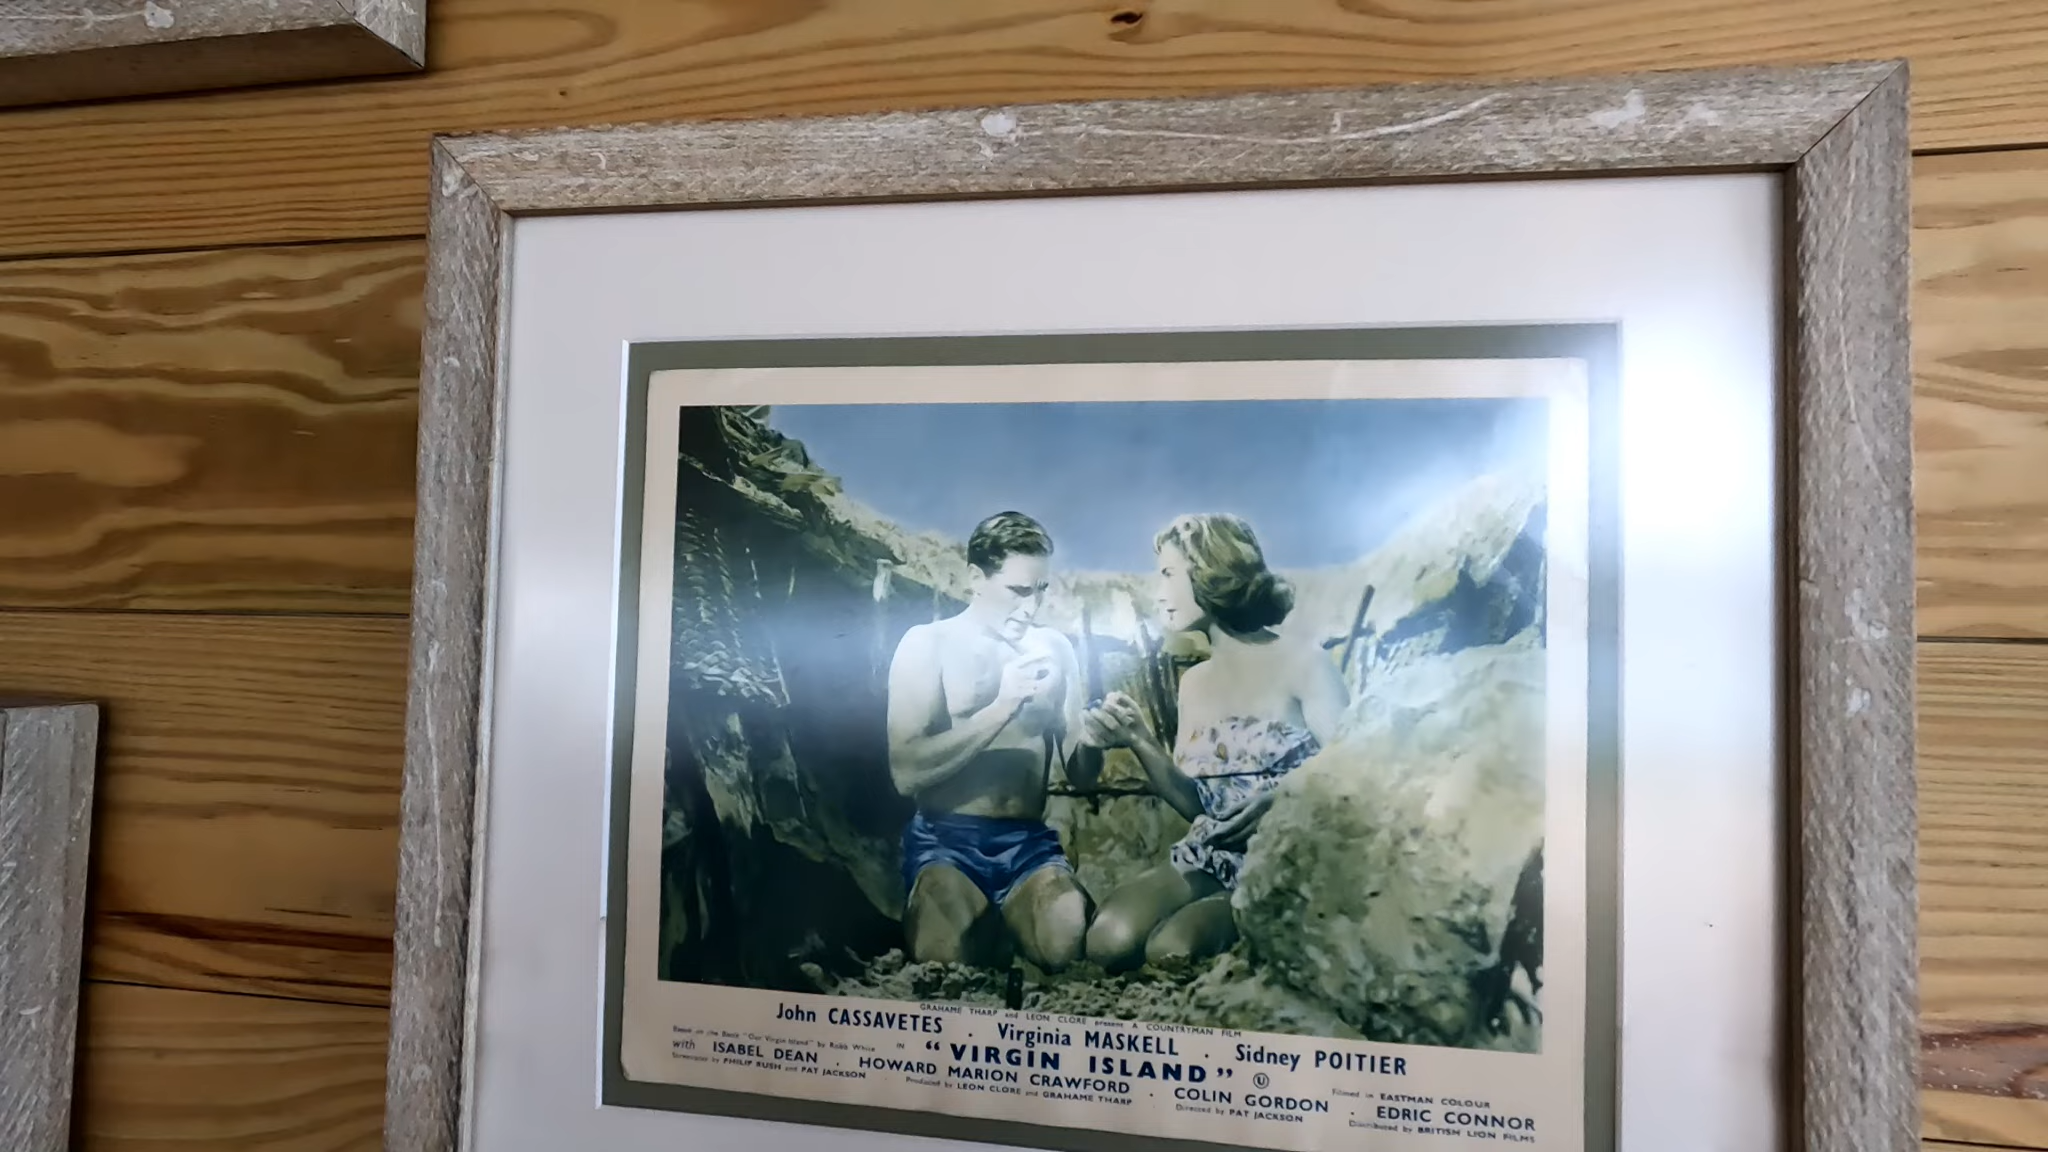 GRAHAME THARP and LEON CLORE present A COUNTRYMAN FILM
John CASSAVETES . Virginia MASKELL . Sidney POITIER
Based on the Book "Our Virgin Island" by Robb White IN "VIRGIN ISLAND" U Filmed in EASTMAN COLOUR
with ISABEL DEAN . HOWARD MARION CRAWFORD . COLIN GORDON . EDRIC CONNOR
Screenplay by PHILIP RUSH and PAT JACKSON . Produced by LEON CLORE and GRAHAME THARP . Directed by PAT JACKSON . Distributed by BRITISH LION FILMS